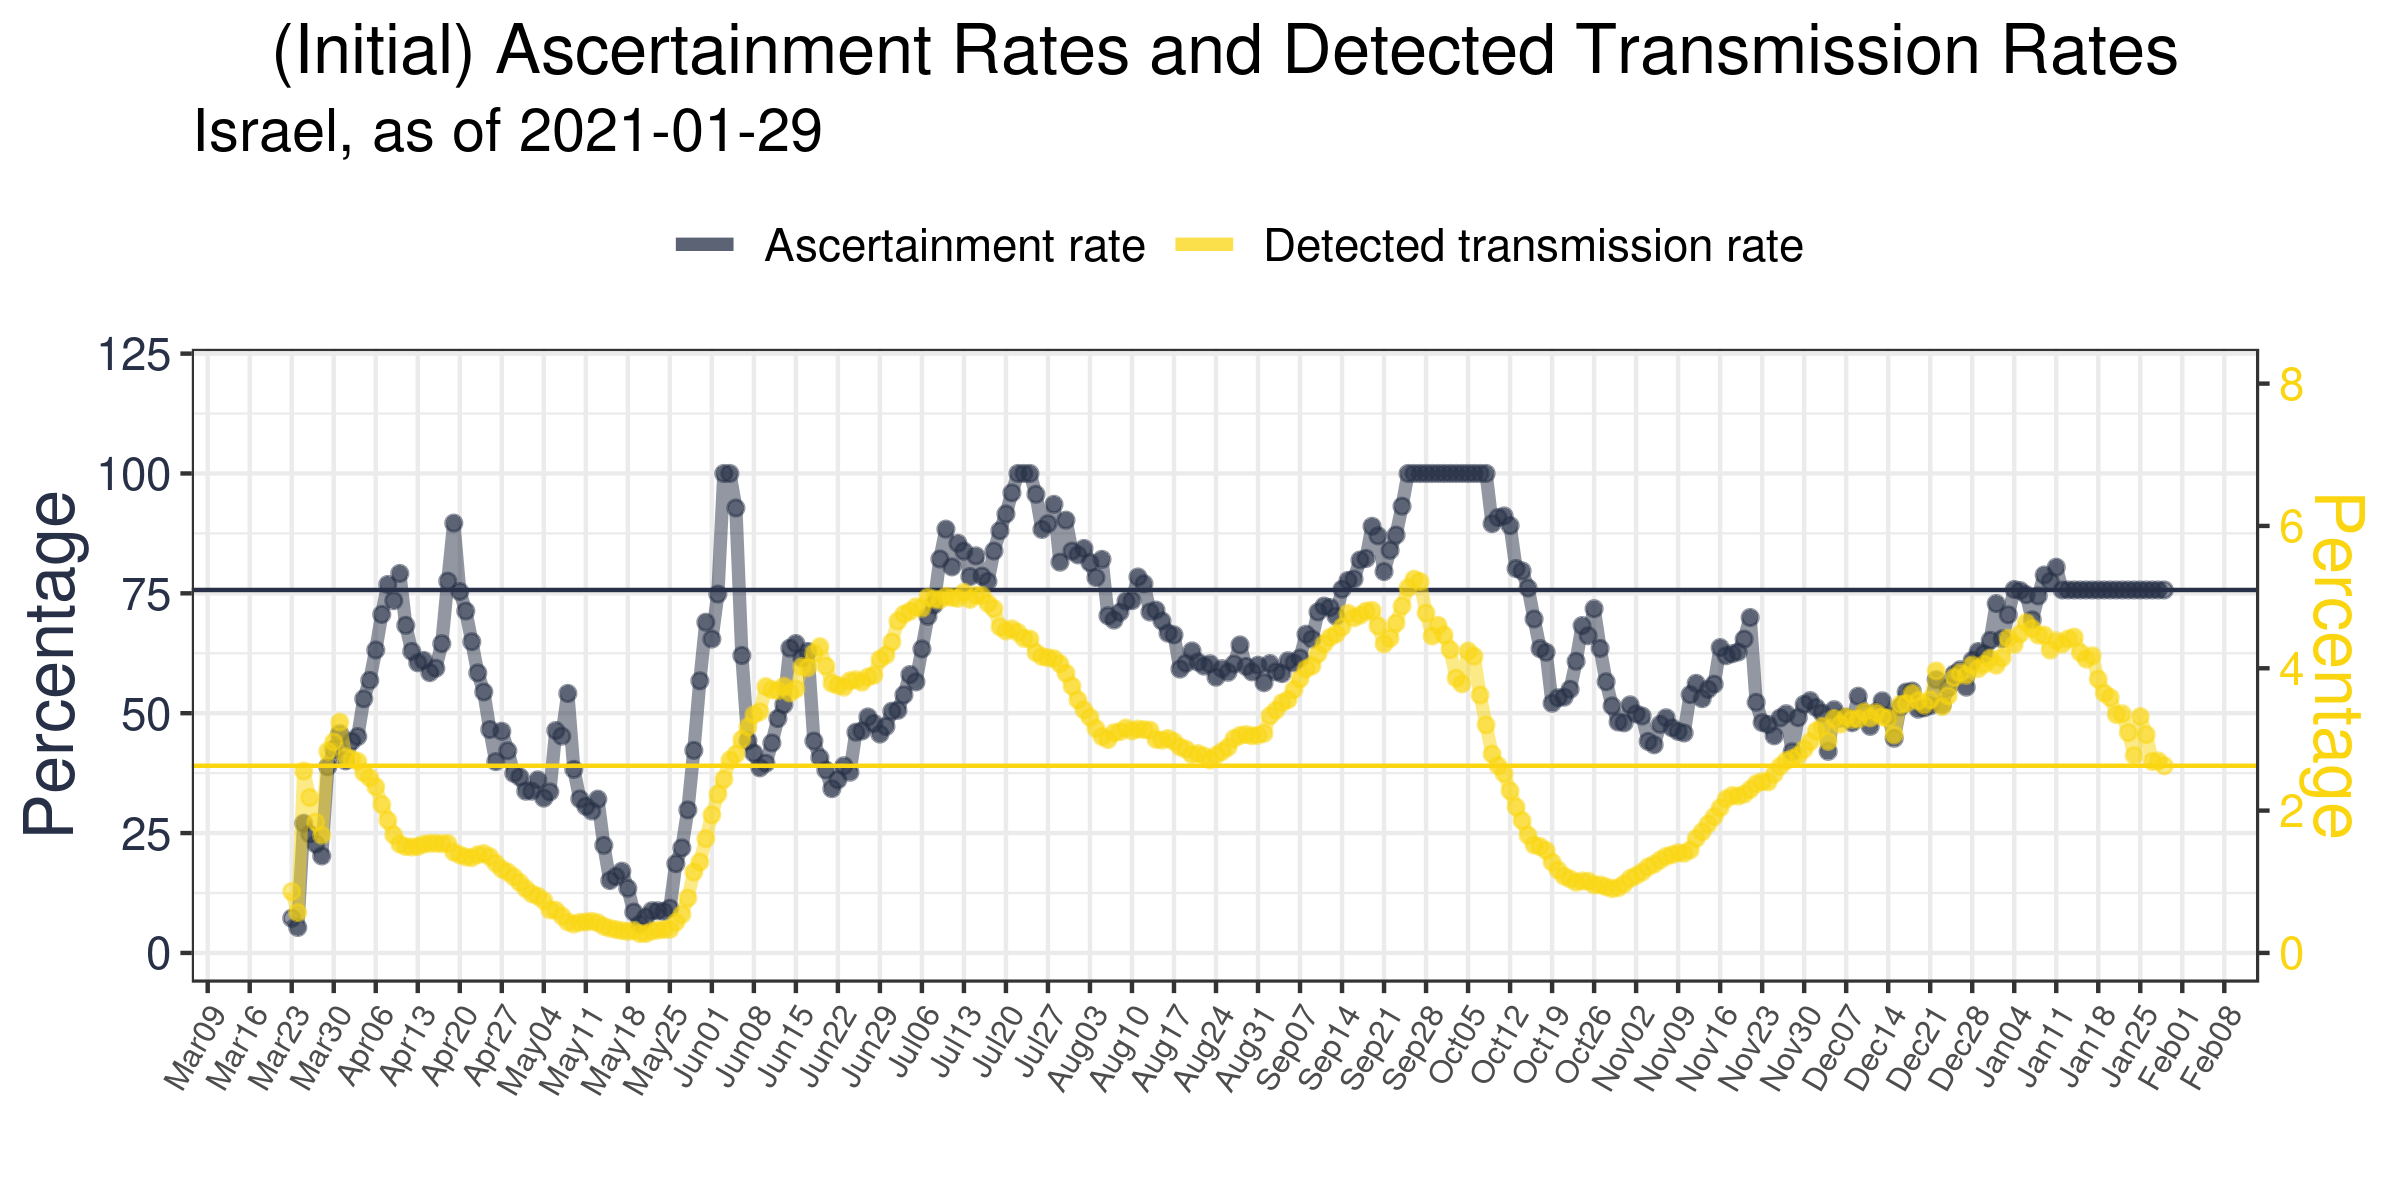 (Initial) Ascertainment Rates and Detected Transmission Rates
Israel, as of 2021-01-29
Ascertainment rate Detected transmission rate
125
100
75
50
25
0
Percentage
8
6
4
2
0
Percentage
Mar09 Mar16 Mar23 Mar30 Apr06 Apr13 Apr20 Apr27 May04 May11 May18 May25 Jun01 Jun08 Jun15 Jun22 Jun29 Jul06 Jul13 Jul20 Jul27 Aug03 Aug10 Aug17 Aug24 Aug31 Sep07 Sep14 Sep21 Sep28 Oct05 Oct12 Oct19 Oct26 Nov02 Nov09 Nov16 Nov23 Nov30 Dec07 Dec14 Dec21 Dec28 Jan04 Jan11 Jan18 Jan25 Feb01 Feb08